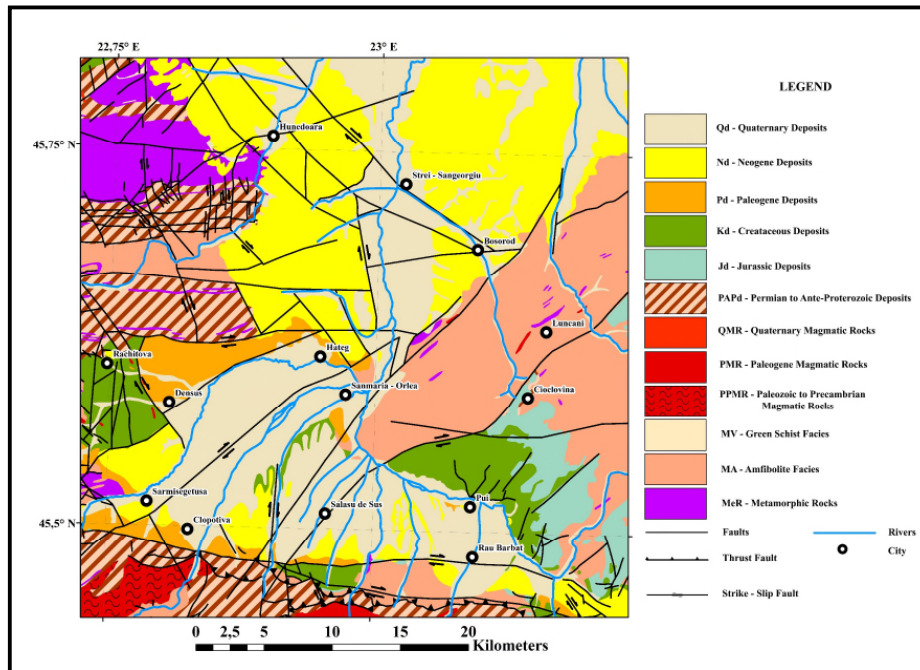 22,75° E
23° E
45,75° N
45,5° N
Hunedoara
Strei - Sangeorgiu
Bosorod
Luncani
Hateg
Rachitova
Sanmaria - Orlea
Densus
Cioclovina
Sarmisegetusa
Clopotiva
Salasu de Sus
Pui
Rau Barbat
LEGEND
Qd - Quaternary Deposits
Nd - Neogene Deposits
Pd - Paleogene Deposits
Kd - Creataceous Deposits
Jd - Jurassic Deposits
PAPd - Permian to Ante-Proterozoic Deposits
QMR - Quaternary Magmatic Rocks
PMR - Paleogene Magmatic Rocks
PPMR - Paleozoic to Precambrian
Magmatic Rocks
MV - Green Schist Facies
MA - Amfibolite Facies
MeR - Metamorphic Rocks
Faults
Rivers
Thrust Fault
City
Strike - Slip Fault
0 2,5 5 10 15 20
Kilometers